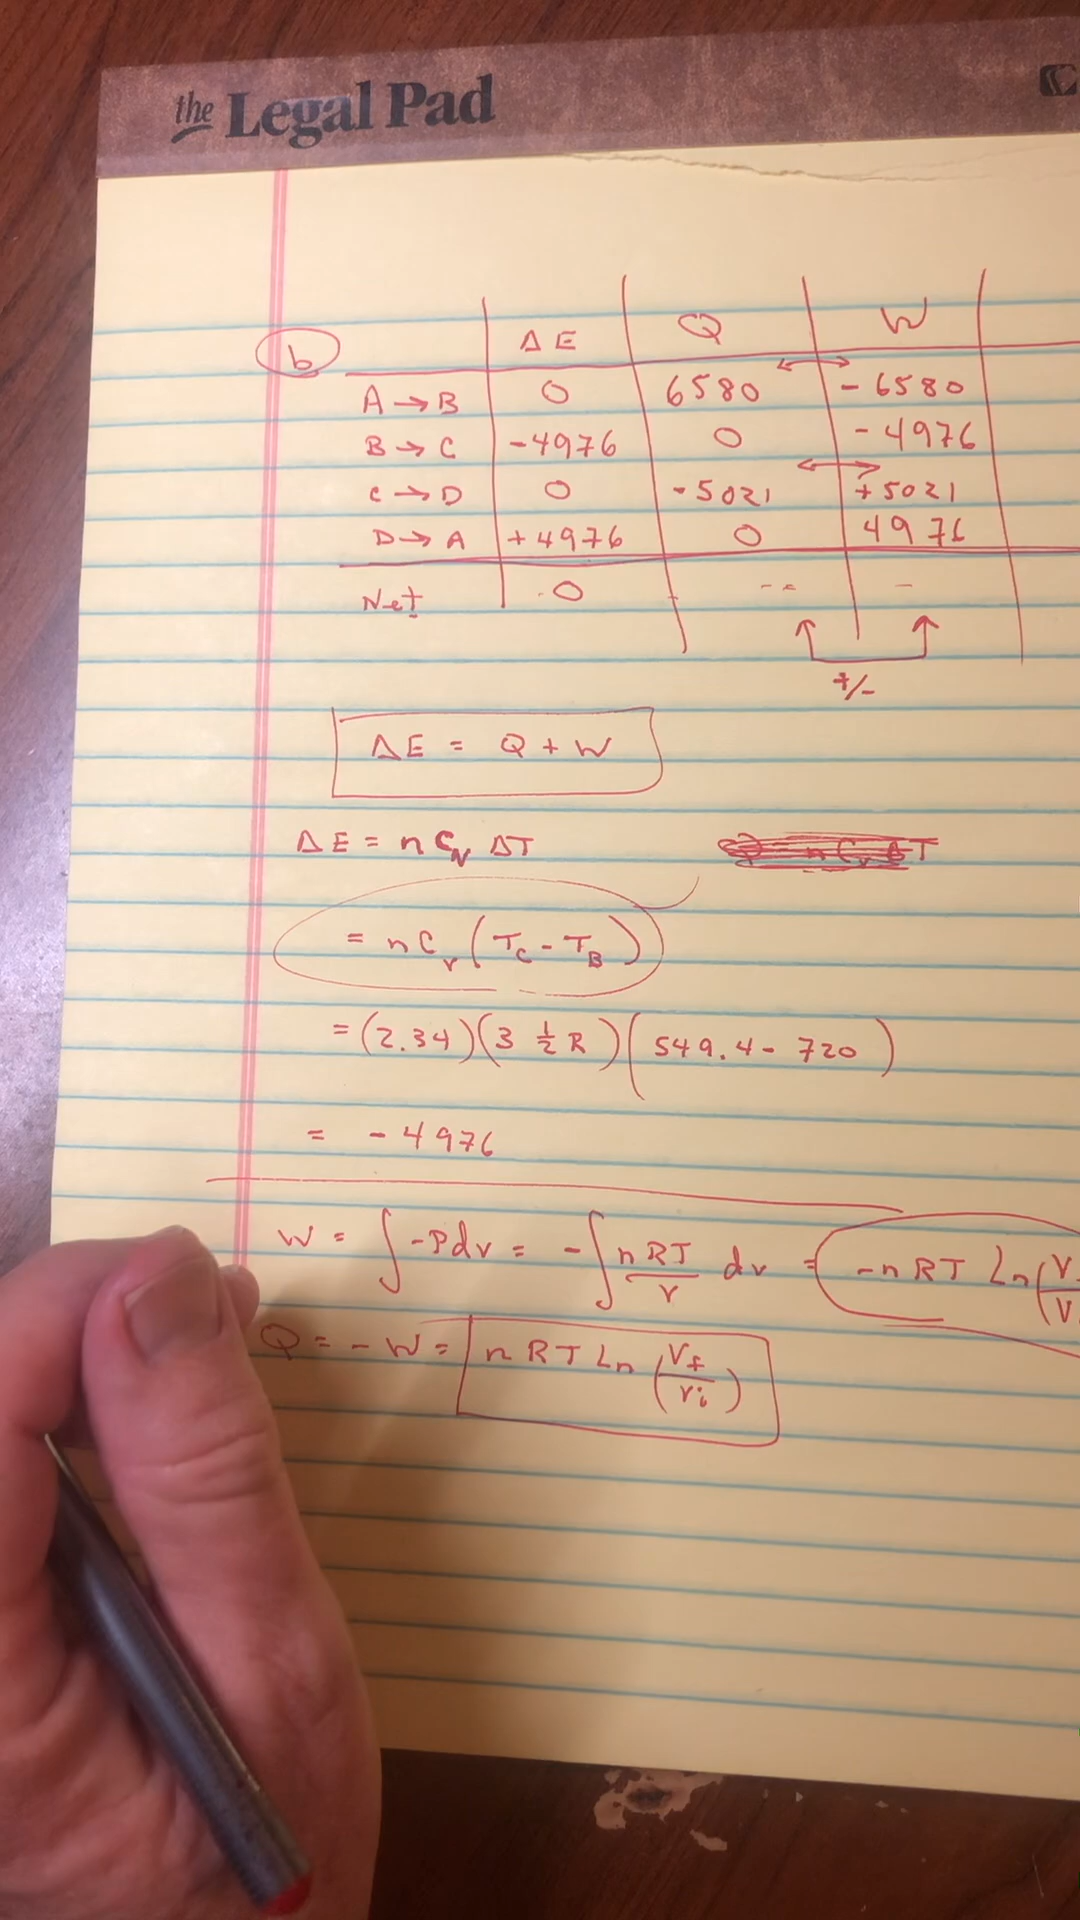 the Legal Pad
b ΔE Q W
A → B 0 6580 - 6580
B → C -4976 0 - 4976
C → D 0 -5021 +5021
D → A +4976 0 4976
Net 0 -- -
+/-
ΔE = Q + W
ΔE = n Cv ΔT
= n Cv (TC - TB)
= (2.34)(3 ½ R)(549.4 - 720)
= -4976
W = ∫ -Pdv = - ∫ nRT/v dv = -nRT Ln(V
Q = -W = nRT Ln (Vf/Vi)